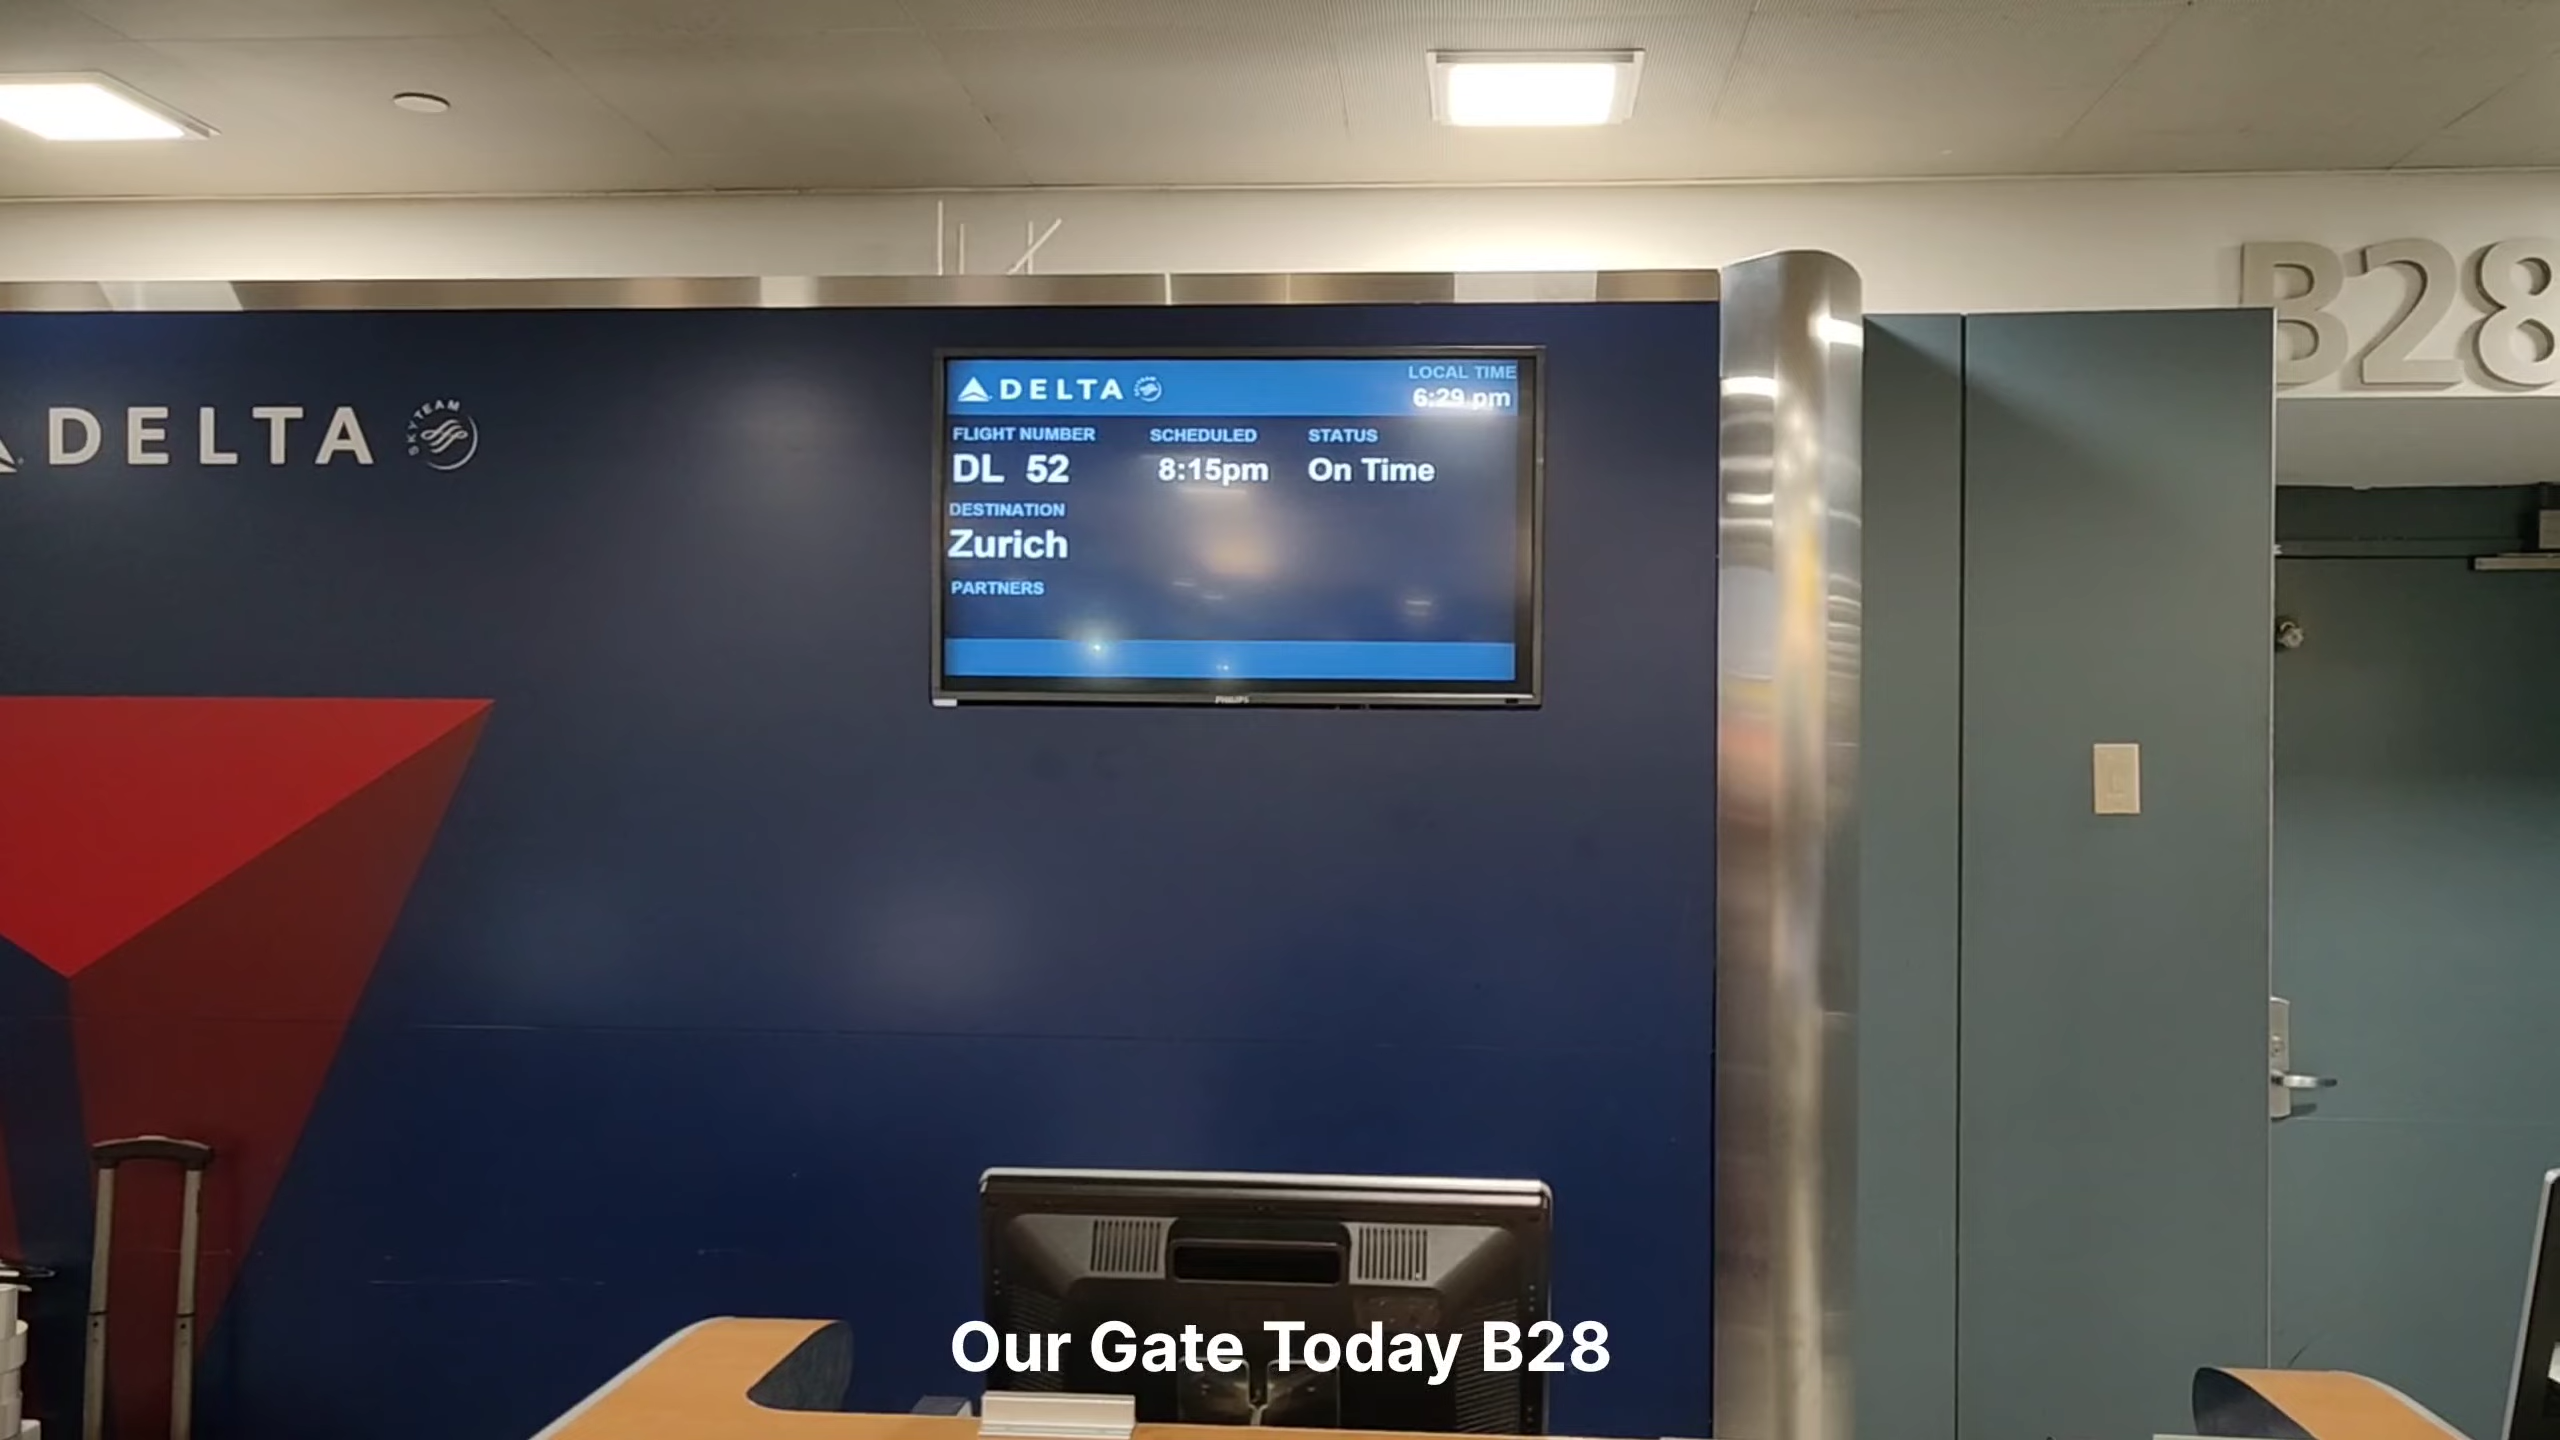 B28
DELTA
SKYTEAM
DELTA
LOCAL TIME
6:29 pm
FLIGHT NUMBER SCHEDULED STATUS
DL 52 8:15pm On Time
DESTINATION
Zurich
PARTNERS
PHILIPS
Our Gate Today B28